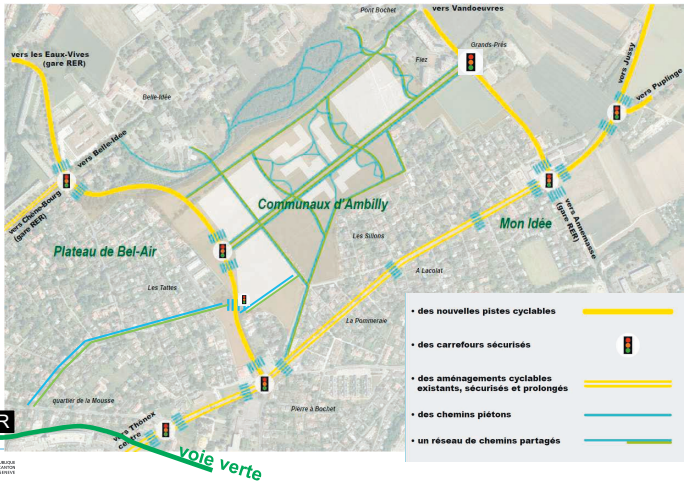 Pont Bochet
vers Vandoeuvres
vers les Eaux-Vives
(gare RER)
Grands-Prés
Fiez
vers Jussy
vers Puplinge
Belle-Idée
vers Belle-Idée
vers Chêne-Bourg
(gare RER)
Communaux d'Ambilly
vers Annemasse
(gare RER)
Mon Idée
Plateau de Bel-Air
Les Sillons
A Lacolat
Les Tattes
La Pommeraie
quartier de la Mousse
Pierre à Bochet
vers Thônex
centre
R
voie verte
• des nouvelles pistes cyclables
• des carrefours sécurisés
• des aménagements cyclables
existants, sécurisés et prolongés
• des chemins piétons
• un réseau de chemins partagés